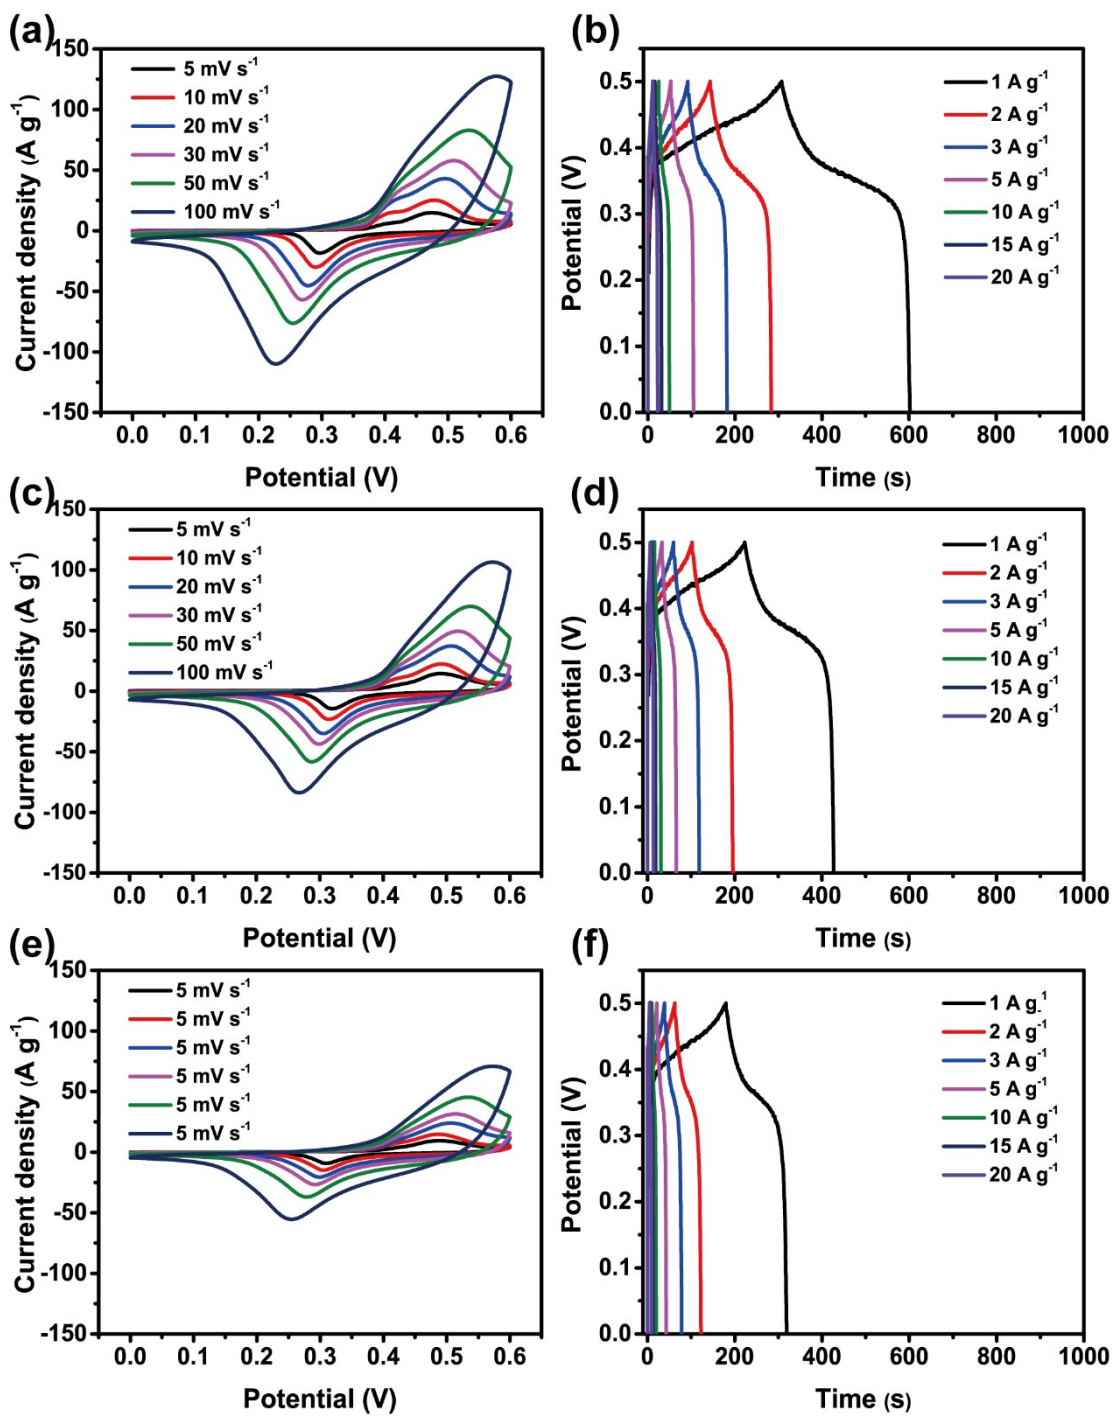 (a)
150
100
50
0
-50
-100
-150
Current density (A g⁻¹)
5 mV s⁻¹
10 mV s⁻¹
20 mV s⁻¹
30 mV s⁻¹
50 mV s⁻¹
100 mV s⁻¹
0.0 0.1 0.2 0.3 0.4 0.5 0.6
Potential (V)
(b)
0.5
0.4
0.3
0.2
0.1
0.0
Potential (V)
1 A g⁻¹
2 A g⁻¹
3 A g⁻¹
5 A g⁻¹
10 A g⁻¹
15 A g⁻¹
20 A g⁻¹
0 200 400 600 800 1000
Time (s)
(c)
150
100
50
0
-50
-100
-150
Current density (A g⁻¹)
5 mV s⁻¹
10 mV s⁻¹
20 mV s⁻¹
30 mV s⁻¹
50 mV s⁻¹
100 mV s⁻¹
0.0 0.1 0.2 0.3 0.4 0.5 0.6
Potential (V)
(d)
0.5
0.4
0.3
0.2
0.1
0.0
Potential (V)
1 A g⁻¹
2 A g⁻¹
3 A g⁻¹
5 A g⁻¹
10 A g⁻¹
15 A g⁻¹
20 A g⁻¹
0 200 400 600 800 1000
Time (s)
(e)
150
100
50
0
-50
-100
-150
Current density (A g⁻¹)
5 mV s⁻¹
5 mV s⁻¹
5 mV s⁻¹
5 mV s⁻¹
5 mV s⁻¹
5 mV s⁻¹
0.0 0.1 0.2 0.3 0.4 0.5 0.6
Potential (V)
(f)
0.5
0.4
0.3
0.2
0.1
0.0
Potential (V)
1 A g⁻¹
2 A g⁻¹
3 A g⁻¹
5 A g⁻¹
10 A g⁻¹
15 A g⁻¹
20 A g⁻¹
0 200 400 600 800 1000
Time (s)